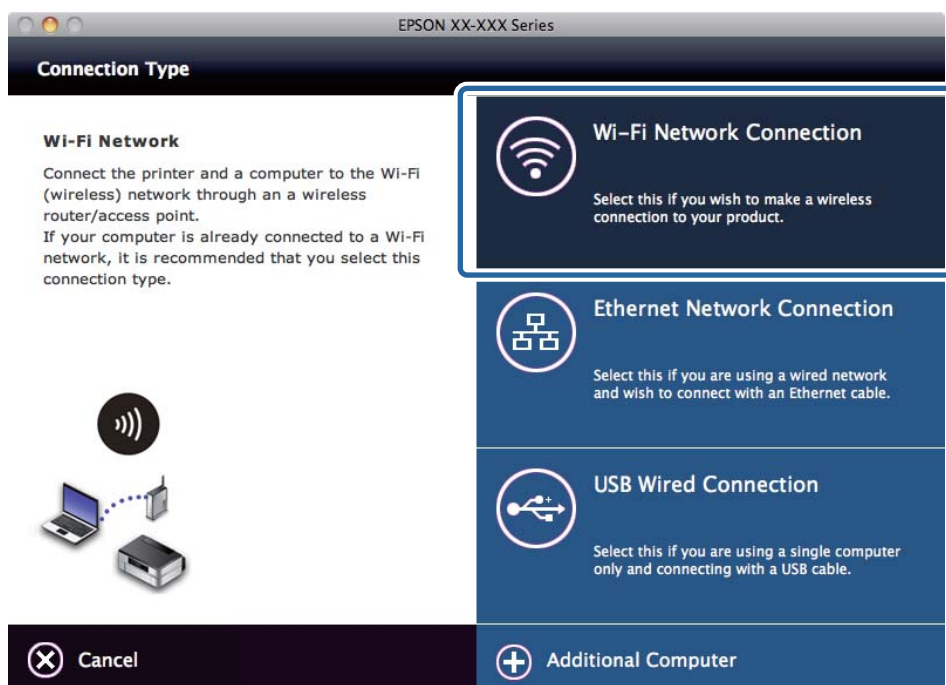 EPSON XX-XXX Series
Connection Type
Wi-Fi Network
Connect the printer and a computer to the Wi-Fi
(wireless) network through an a wireless
router/access point.
If your computer is already connected to a Wi-Fi
network, it is recommended that you select this
connection type.
Wi-Fi Network Connection
Select this if you wish to make a wireless
connection to your product.
Ethernet Network Connection
Select this if you are using a wired network
and wish to connect with an Ethernet cable.
USB Wired Connection
Select this if you are using a single computer
only and connecting with a USB cable.
Cancel
Additional Computer